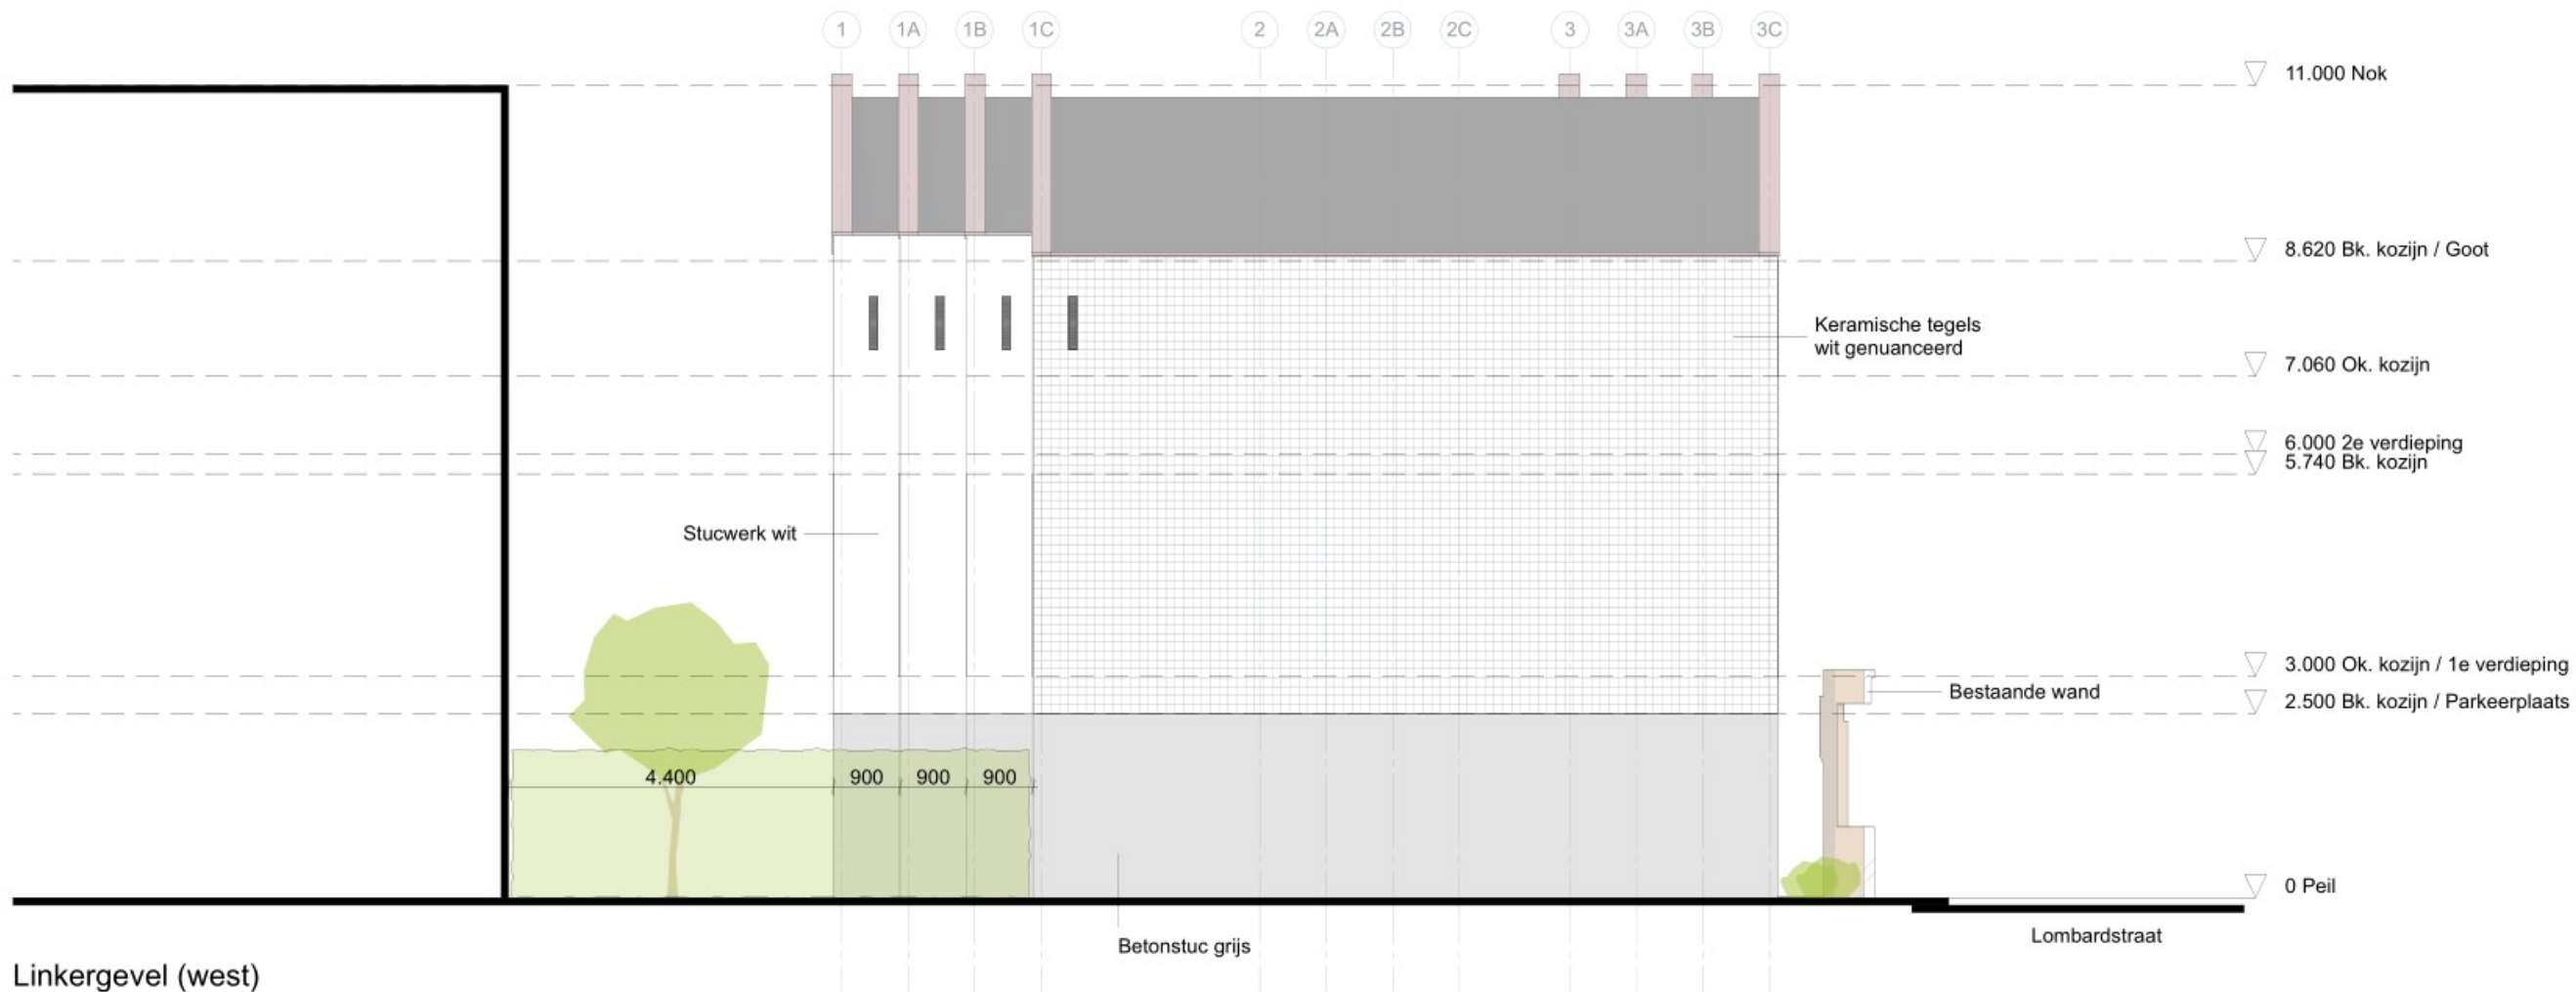 1 1A 1B 1C 2 2A 2B 2C 3 3A 3B 3C
11.000 Nok
8.620 Bk. kozijn / Goot
Keramische tegels
wit genuanceerd
7.060 Ok. kozijn
6.000 2e verdieping
5.740 Bk. kozijn
Stucwerk wit
3.000 Ok. kozijn / 1e verdieping
Bestaande wand
2.500 Bk. kozijn / Parkeerplaats
4.400 900 900 900
0 Peil
Lombardstraat
Betonstuc grijs
Linkergevel (west)